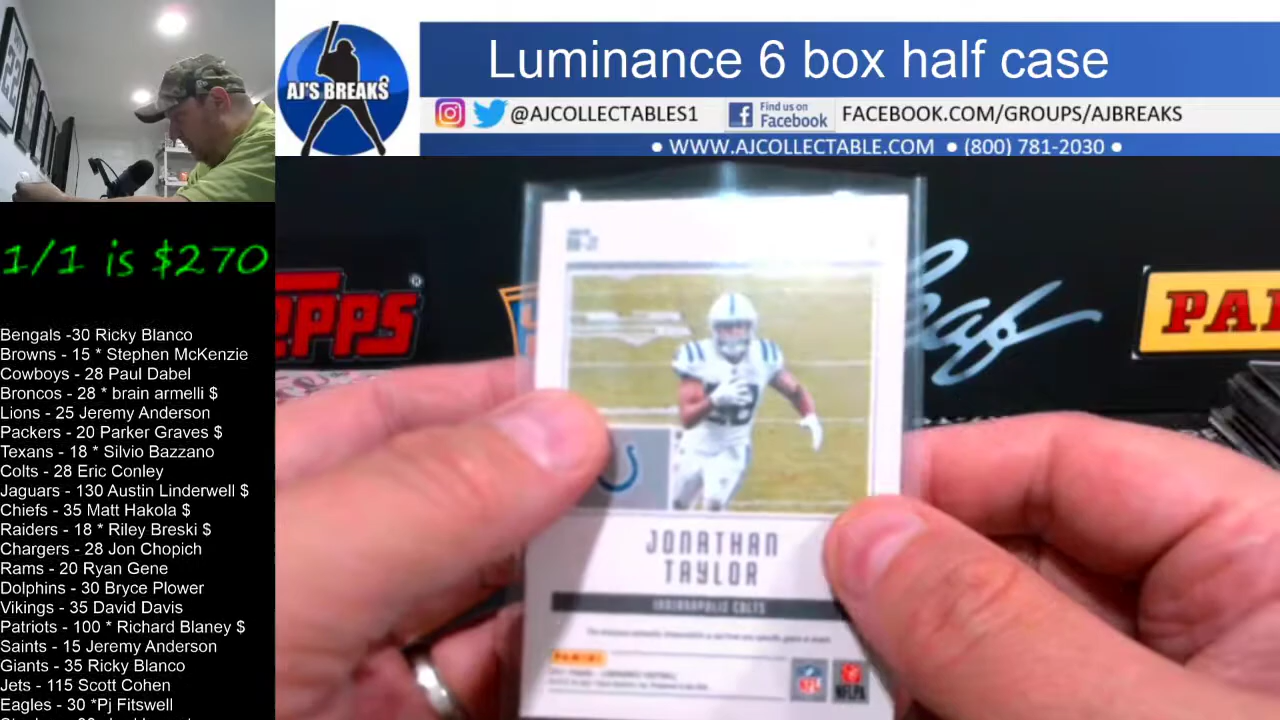 Luminance 6 box half case
AJ'S BREAKS
@AJCOLLECTABLES1
Find us on
Facebook
FACEBOOK.COM/GROUPS/AJBREAKS
• WWW.AJCOLLECTABLE.COM • (800) 781-2030 •
1/1 is $270
Bengals -30 Ricky Blanco
Browns - 15 * Stephen McKenzie
Cowboys - 28 Paul Dabel
Broncos - 28 * brain armelli $
Lions - 25 Jeremy Anderson
Packers - 20 Parker Graves $
Texans - 18 * Silvio Bazzano
Colts - 28 Eric Conley
Jaguars - 130 Austin Linderwell $
Chiefs - 35 Matt Hakola $
Raiders - 18 * Riley Breski $
Chargers - 28 Jon Chopich
Rams - 20 Ryan Gene
Dolphins - 30 Bryce Plower
Vikings - 35 David Davis
Patriots - 100 * Richard Blaney $
Saints - 15 Jeremy Anderson
Giants - 35 Ricky Blanco
Jets - 115 Scott Cohen
Eagles - 30 *Pj Fitswell
PPS
PAN
JONATHAN
TAYLOR
INDIANAPOLIS COLTS
PANINI
NFL
NFLPA